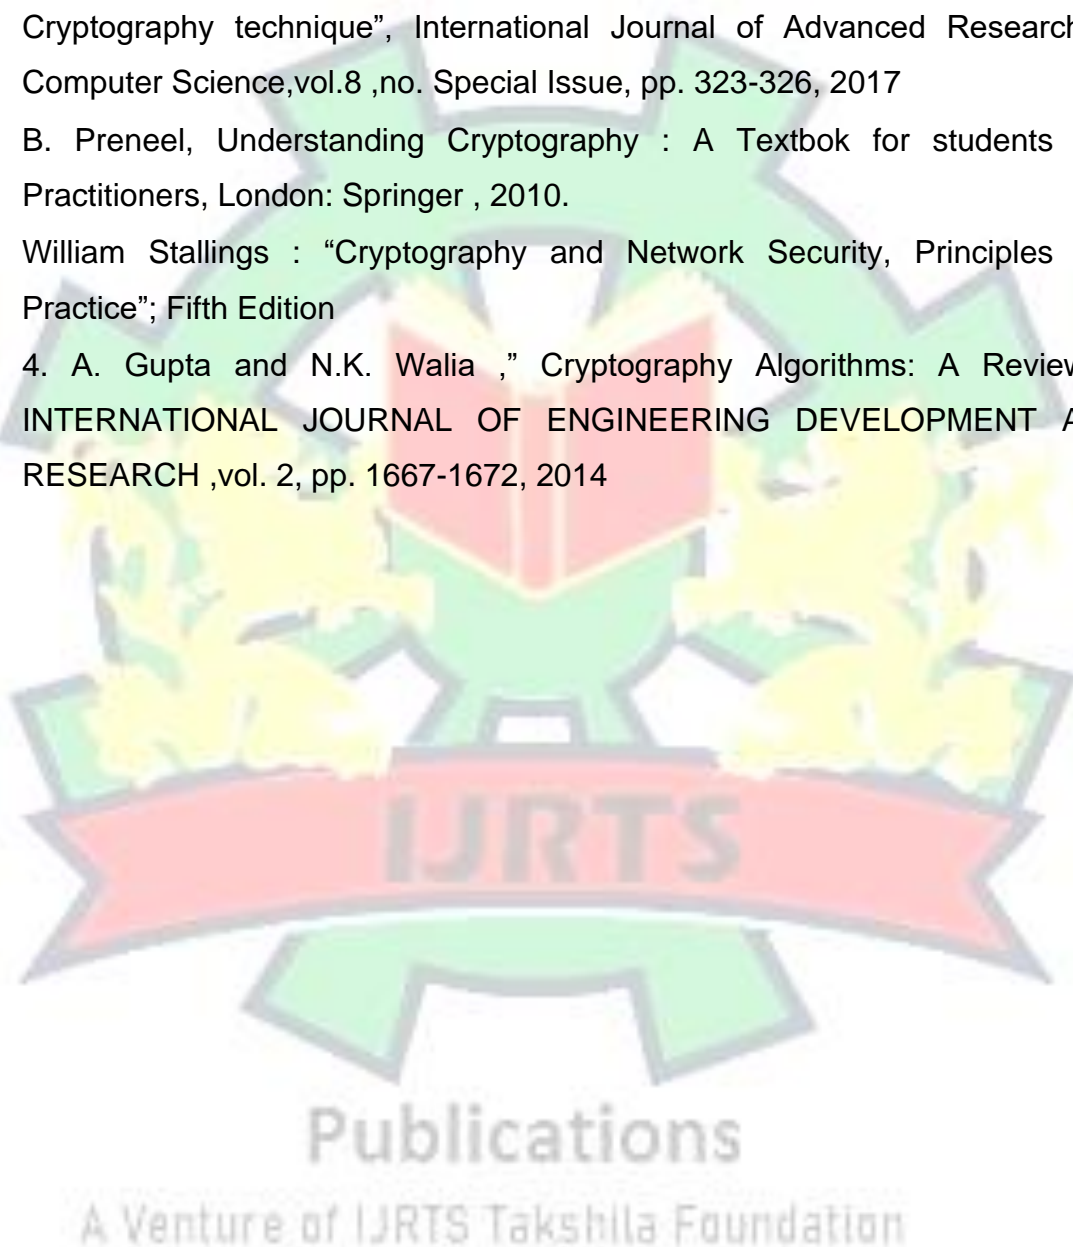 Cryptography technique”, International Journal of Advanced Research
Computer Science,vol.8 ,no. Special Issue, pp. 323-326, 2017
B. Preneel, Understanding Cryptography : A Textbok for students
Practitioners, London: Springer , 2010.
William Stallings : “Cryptography and Network Security, Principles
Practice”; Fifth Edition
4. A. Gupta and N.K. Walia ,” Cryptography Algorithms: A Review
INTERNATIONAL JOURNAL OF ENGINEERING DEVELOPMENT A
RESEARCH ,vol. 2, pp. 1667-1672, 2014
IJRTS
Publications
A Venture of IJRTS Takshila Foundation